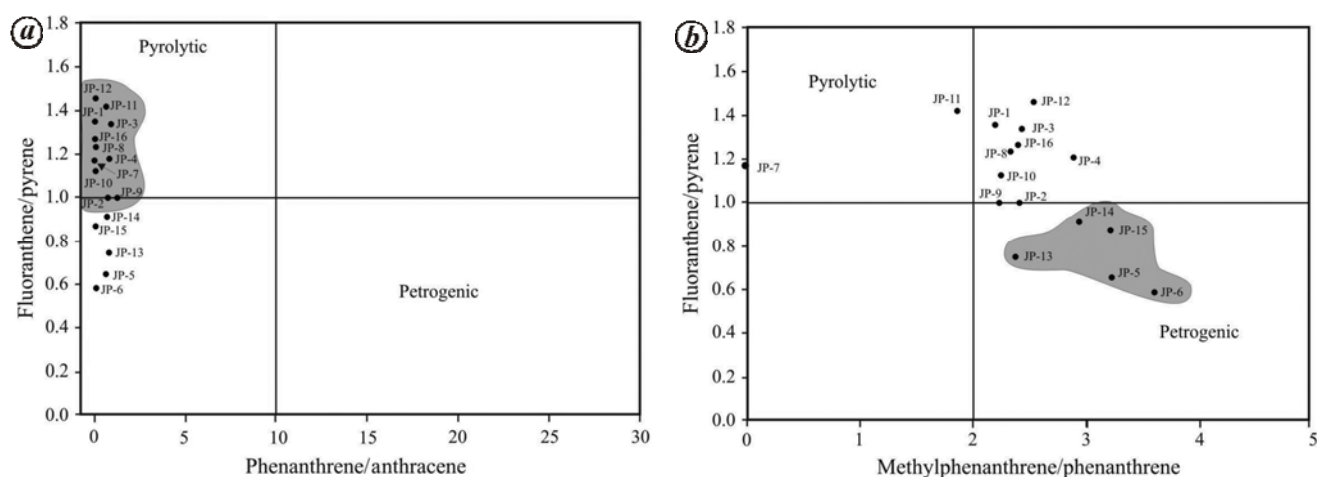 a
Fluoranthene/pyrene
1.8
1.6
1.4
1.2
1.0
0.8
0.6
0.4
0.2
0.0
Pyrolytic
JP-12
JP-11
JP-1
JP-3
JP-16
JP-8
JP-4
JP-7
JP-10
JP-9
JP-2
JP-14
JP-15
JP-13
JP-5
JP-6
Petrogenic
0 5 10 15 20 25 30
Phenanthrene/anthracene
b
Fluoranthene/pyrene
1.8
1.6
1.4
1.2
1.0
0.8
0.6
0.4
0.2
0.0
Pyrolytic
JP-11
JP-12
JP-1
JP-3
JP-16
JP-8
JP-4
JP-7
JP-10
JP-9
JP-2
JP-14
JP-15
JP-13
JP-5
JP-6
Petrogenic
0 1 2 3 4 5
Methylphenanthrene/phenanthrene